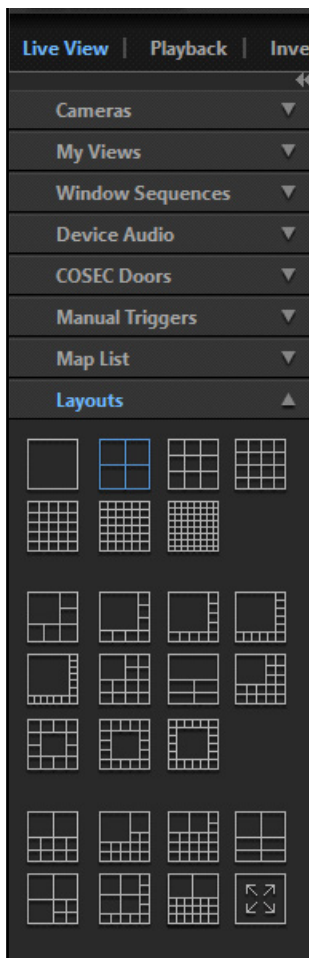 Live View | Playback | Inve
Cameras
My Views
Window Sequences
Device Audio
COSEC Doors
Manual Triggers
Map List
Layouts